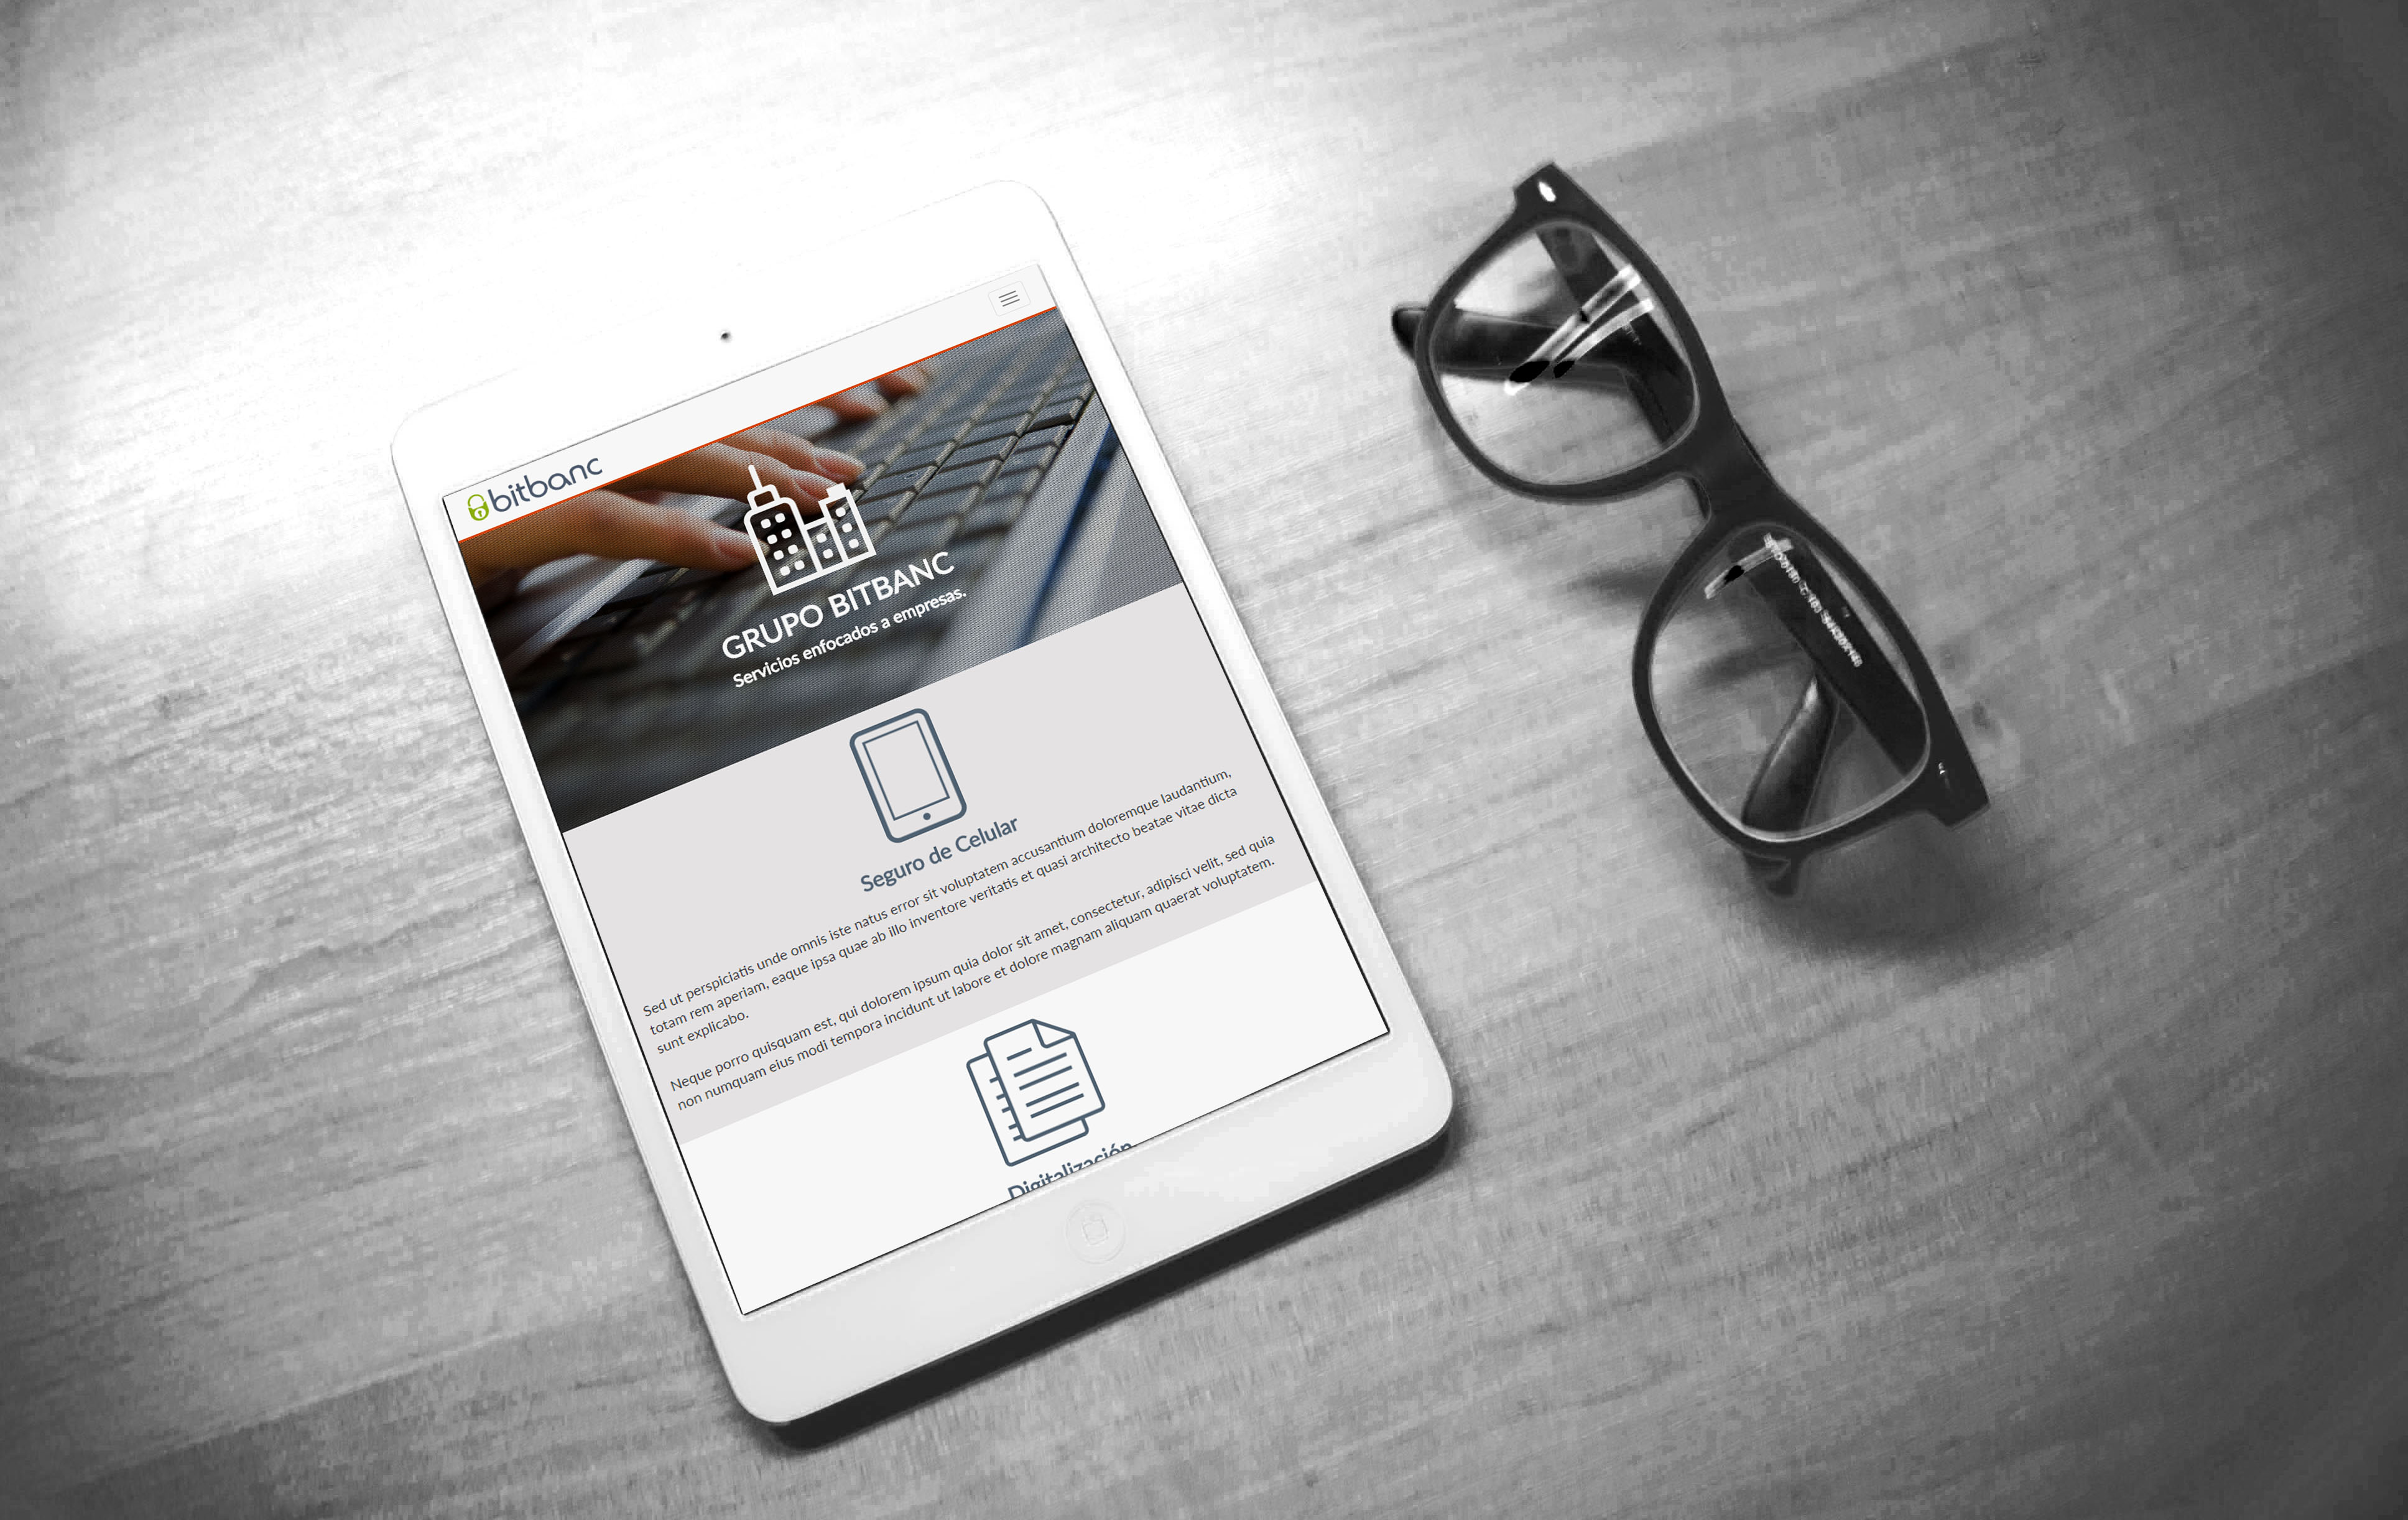 bitbanc
GRUPO BITBANC
Servicios enfocados a empresas.
Seguro de Celular
Sed ut perspiciatis unde omnis iste natus error sit voluptatem accusantium doloremque laudantium,
totam rem aperiam, eaque ipsa quae ab illo inventore veritatis et quasi architecto beatae vitae dicta
sunt explicabo.
Neque porro quisquam est, qui dolorem ipsum quia dolor sit amet, consectetur, adipisci velit, sed quia
non numquam eius modi tempora incidunt ut labore et dolore magnam aliquam quaerat voluptatem.
Digitalización